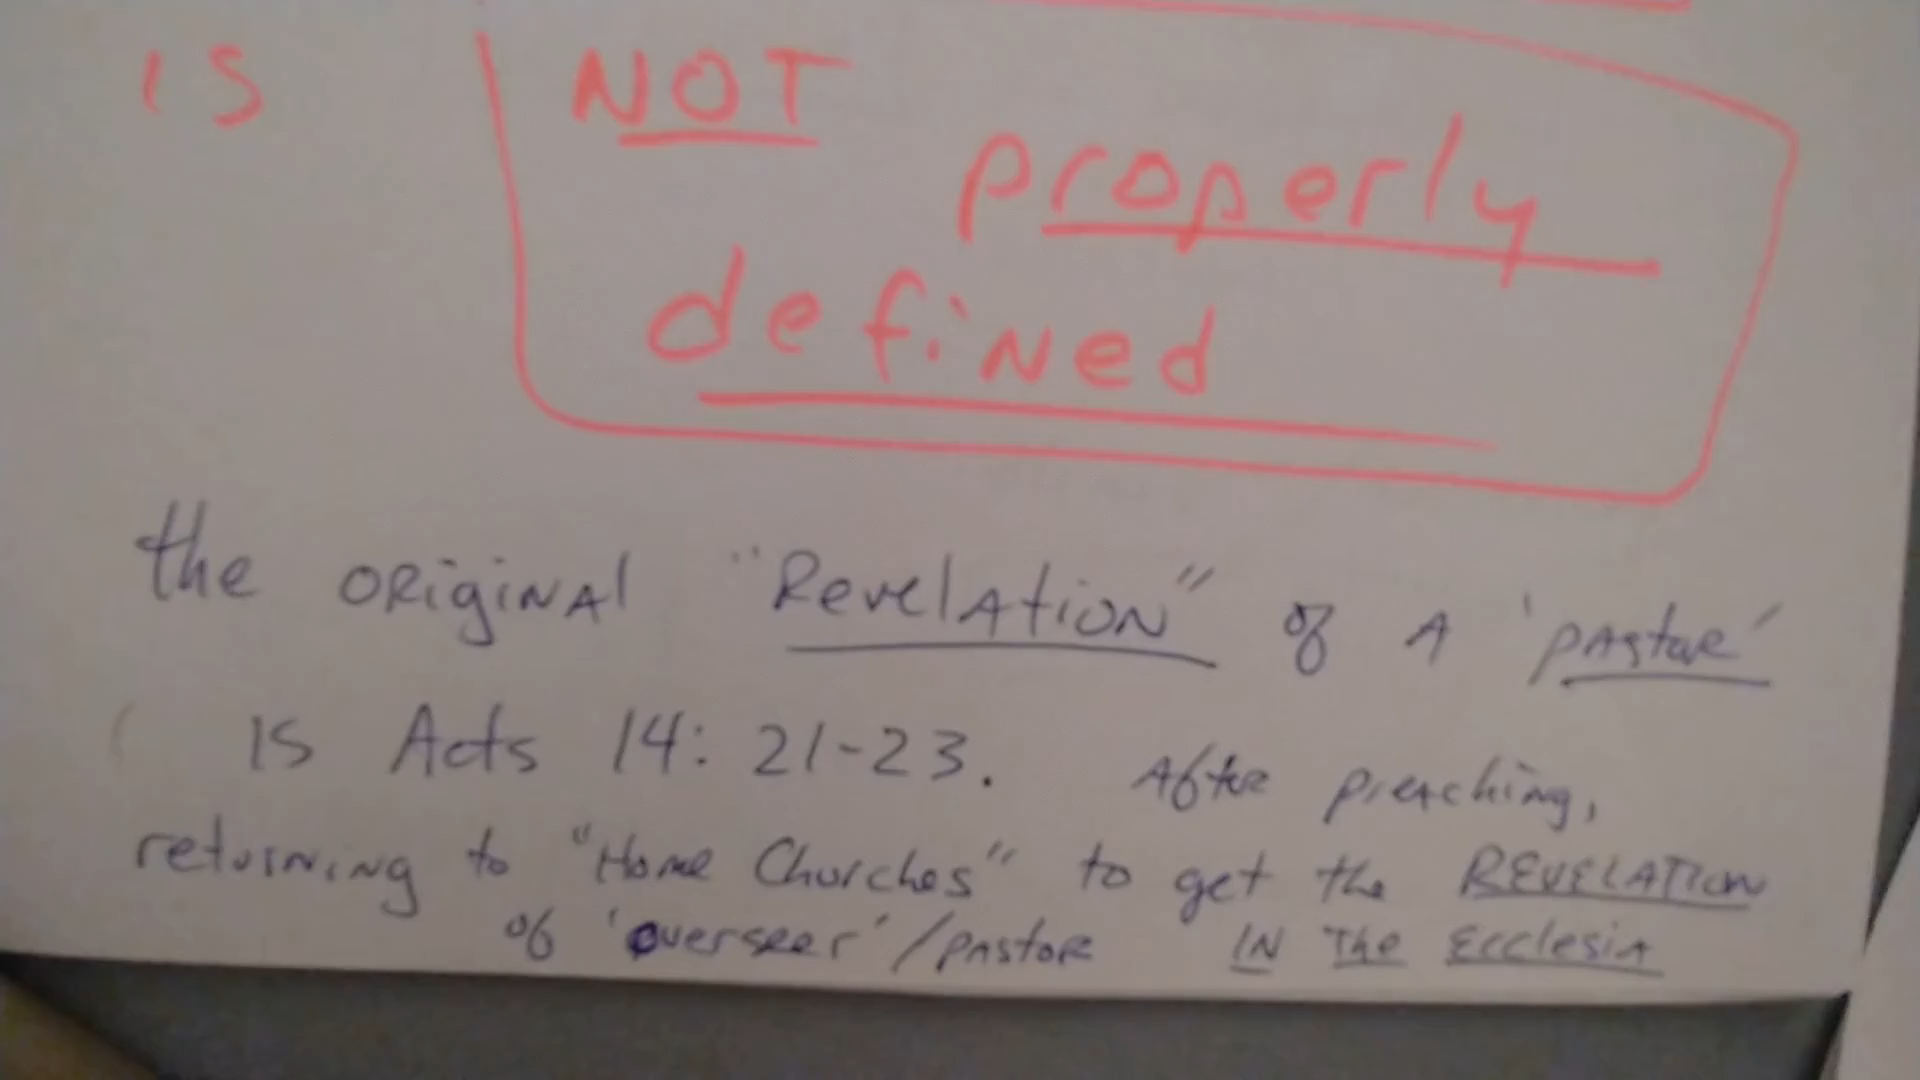 is NOT
properly
defined
the original "Revelation" of A 'pastor'
is Acts 14: 21-23. After preaching,
returning to "Home Churches" to get the REVELATION
of 'overseer'/pastor IN The Ecclesia